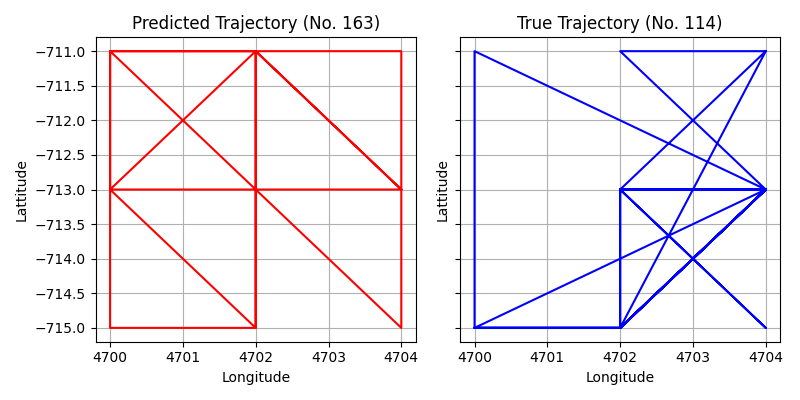 Predicted Trajectory (No. 163)
True Trajectory (No. 114)
−711.0
−711.5
−712.0
−712.5
−713.0
−713.5
−714.0
−714.5
−715.0
Lattitude
Lattitude
4700 4701 4702 4703 4704
4700 4701 4702 4703 4704
Longitude
Longitude